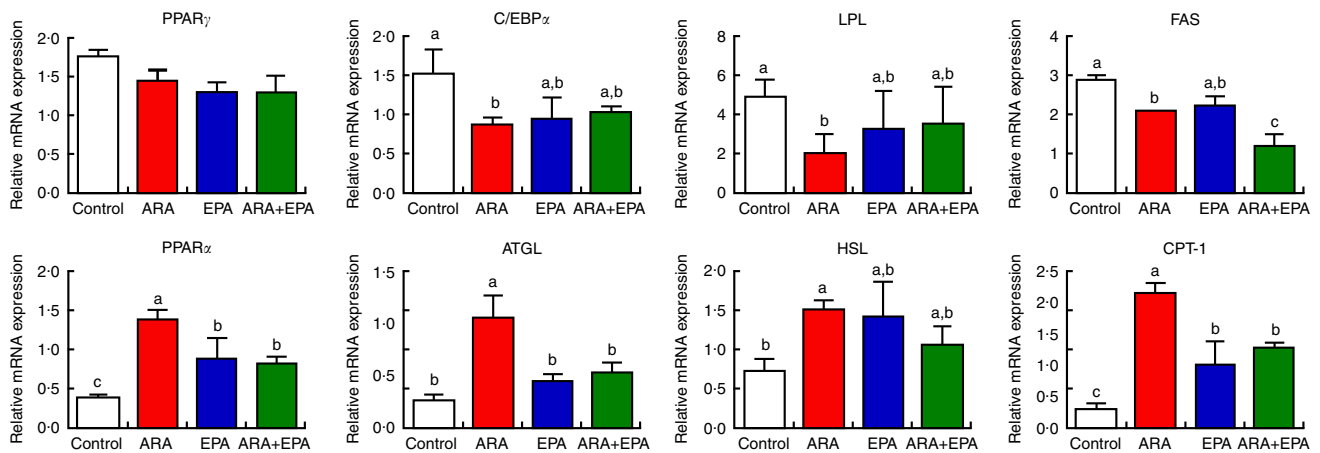 PPARγ
Relative mRNA expression
2·0
1·5
1·0
0·5
0·0
Control ARA EPA ARA+EPA
C/EBPα
Relative mRNA expression
2·0
1·5
1·0
0·5
0·0
a
b
a,b
a,b
Control ARA EPA ARA+EPA
LPL
Relative mRNA expression
8
6
4
2
0
a
b
a,b
a,b
Control ARA EPA ARA+EPA
FAS
Relative mRNA expression
4
3
2
1
0
a
b
a,b
c
Control ARA EPA ARA+EPA
PPARα
Relative mRNA expression
2·0
1·5
1·0
0·5
0·0
c
a
b
b
Control ARA EPA ARA+EPA
ATGL
Relative mRNA expression
1·5
1·0
0·5
0·0
b
a
b
b
Control ARA EPA ARA+EPA
HSL
Relative mRNA expression
2·0
1·5
1·0
0·5
0·0
b
a
a,b
a,b
Control ARA EPA ARA+EPA
CPT-1
Relative mRNA expression
2·5
2·0
1·5
1·0
0·5
0·0
c
a
b
b
Control ARA EPA ARA+EPA